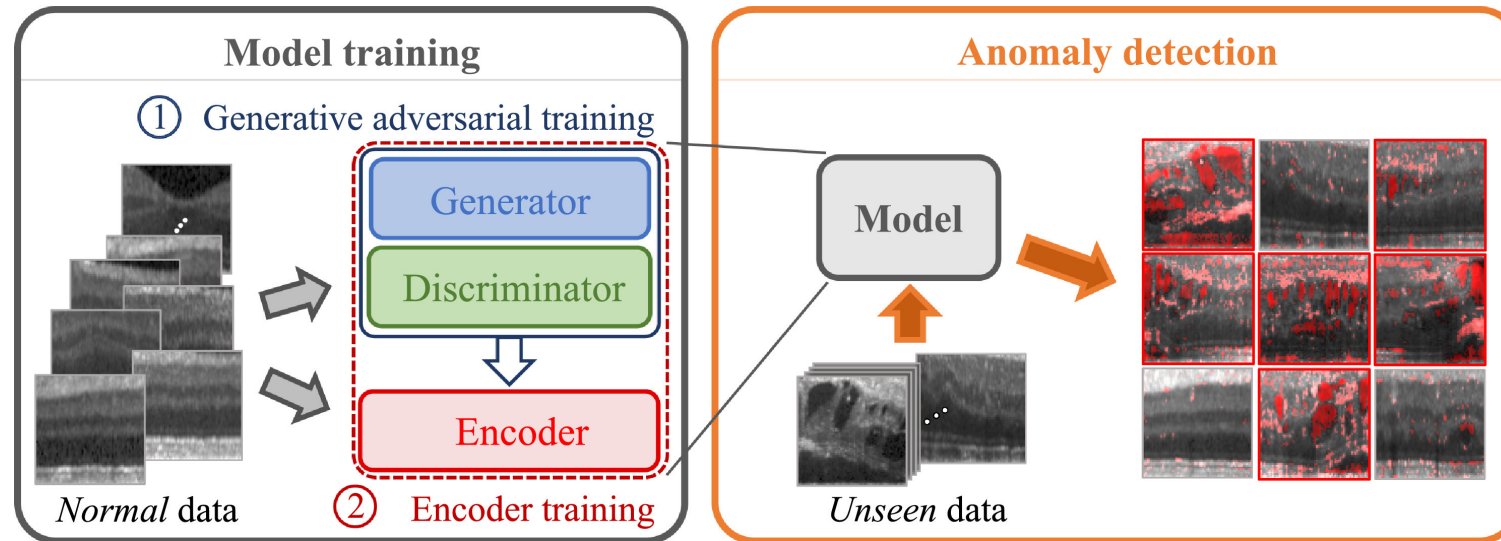 Model training
① Generative adversarial training
Generator
Discriminator
Encoder
Normal data
② Encoder training
Anomaly detection
Model
Unseen data